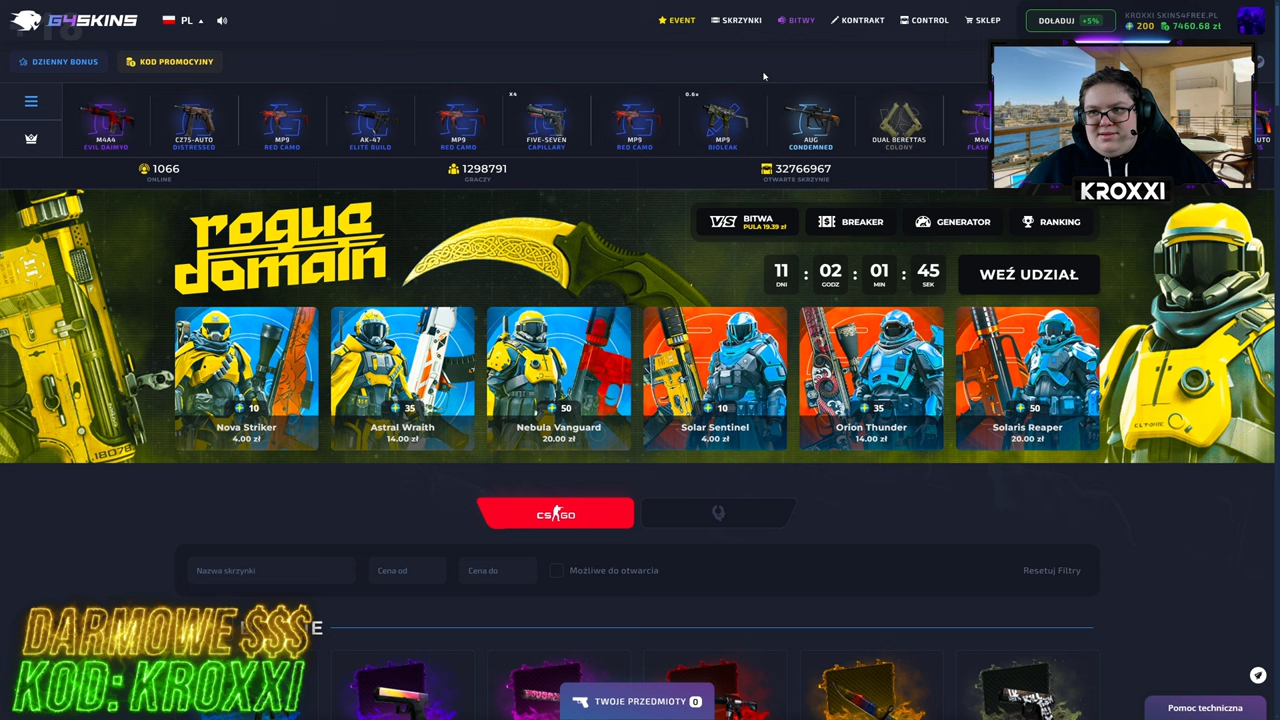 G4SKINS
PL
EVENT
SKRZYNKI
BITWY
KONTRAKT
CONTROL
SKLEP
DOŁADUJ +5%
KROXXI SKINS4FREE.PL
200 7460.68 zł
DZIENNY BONUS
KOD PROMOCYJNY
M4A4
EVIL DAIMYO
CZ75-AUTO
DISTRESSED
MP9
RED CAMO
AK-47
ELITE BUILD
MP9
RED CAMO
X4
FIVE-SEVEN
CAPILLARY
MP9
RED CAMO
0.6x
MP9
BIOLEAK
AUG
CONDEMNED
DUAL BERETTAS
COLONY
KROXXI
1066
ONLINE
1298791
GRACZY
32766967
OTWARTE SKRZYNIE
rogue
domain
VS BITWA
PULA 19.39 zł
BREAKER
GENERATOR
RANKING
11 : 02 : 01 : 45
DNI GODZ MIN SEK
WEŹ UDZIAŁ
10
Nova Striker
4.00 zł
35
Astral Wraith
14.00 zł
50
Nebula Vanguard
20.00 zł
10
Solar Sentinel
4.00 zł
35
Orion Thunder
14.00 zł
50
Solaris Reaper
20.00 zł
CS GO
Nazwa skrzynki
Cena od
Cena do
Możliwe do otwarcia
Resetuj Filtry
DARMOWE $$$
KOD: KROXXI
TWOJE PRZEDMIOTY 0
Pomoc techniczna